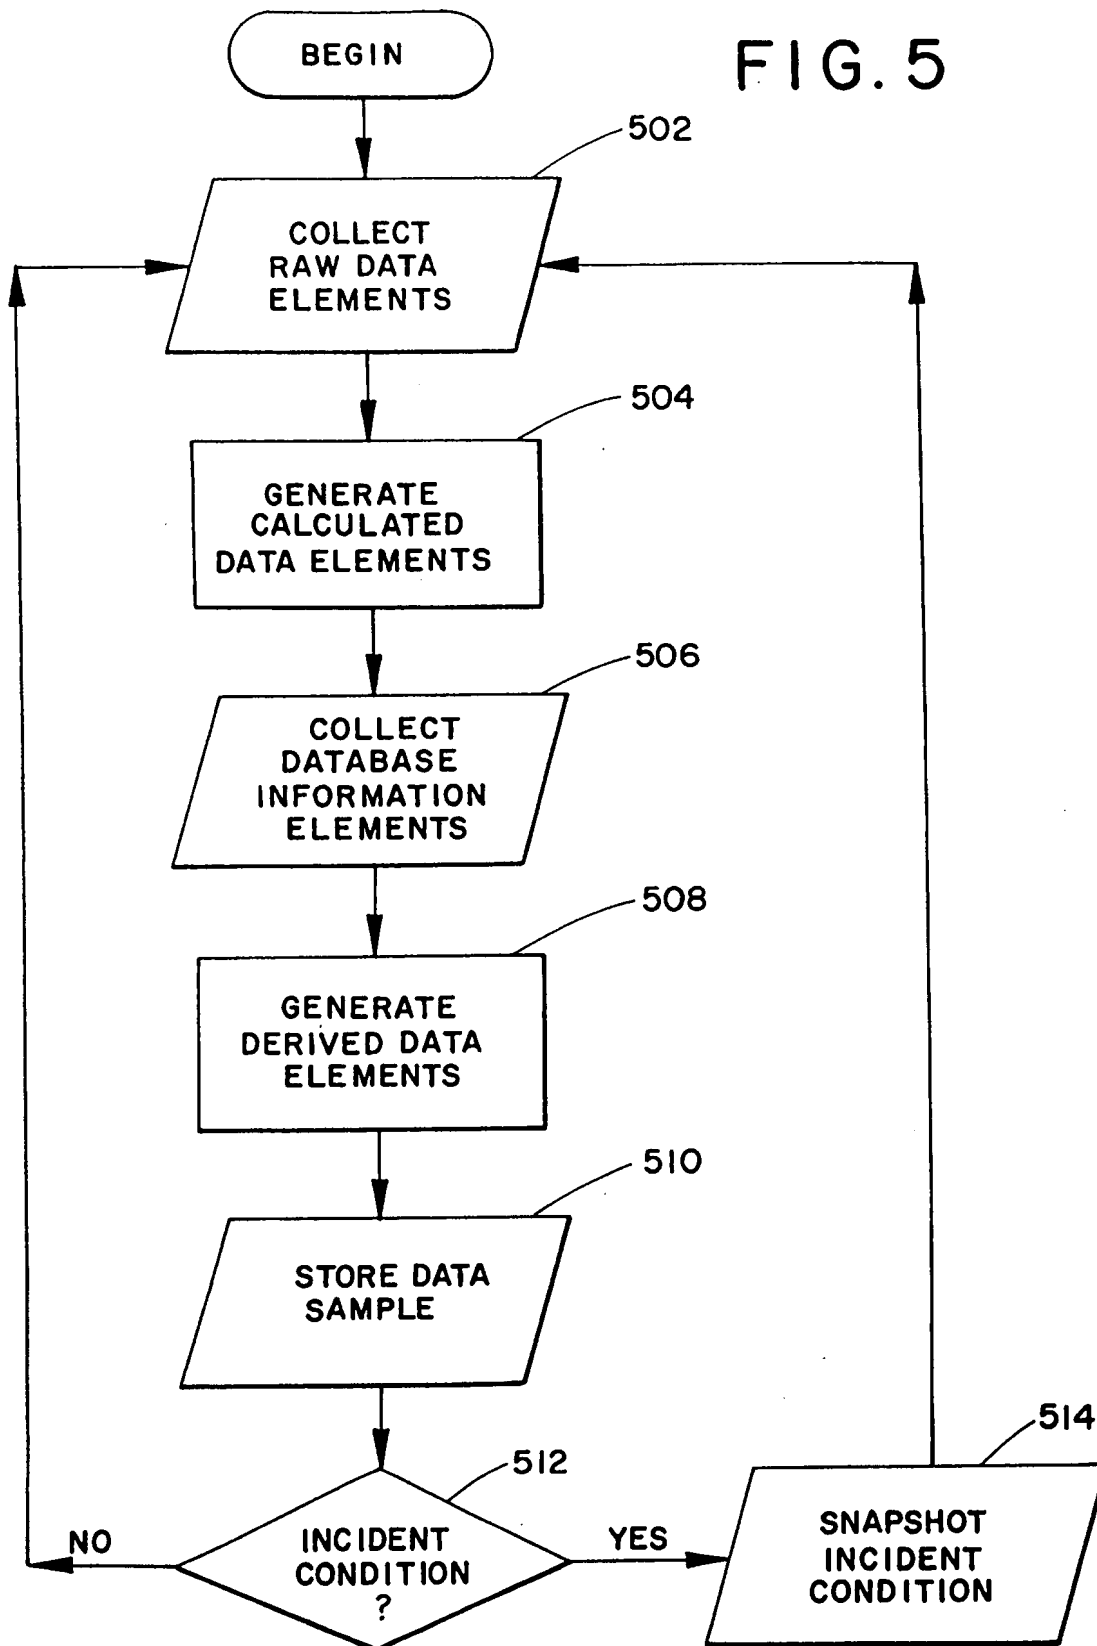 BEGIN
FIG. 5
502
COLLECT
RAW DATA
ELEMENTS
504
GENERATE
CALCULATED
DATA ELEMENTS
506
COLLECT
DATABASE
INFORMATION
ELEMENTS
508
GENERATE
DERIVED DATA
ELEMENTS
510
STORE DATA
SAMPLE
512
INCIDENT
CONDITION
?
NO
YES
514
SNAPSHOT
INCIDENT
CONDITION